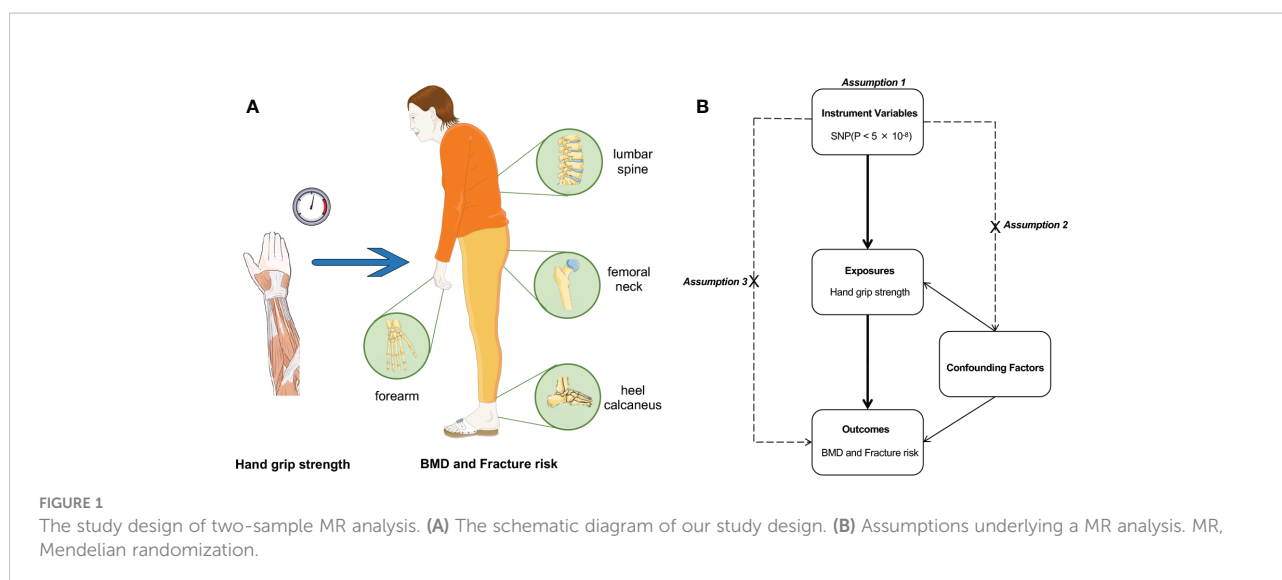 A
lumbar
spine
femoral
neck
forearm
heel
calcaneus
Hand grip strength
BMD and Fracture risk
B
Assumption 1
Instrument Variables
SNP(P < 5 × 10-8)
Assumption 2
Assumption 3
Exposures
Hand grip strength
Confounding Factors
Outcomes
BMD and Fracture risk
FIGURE 1
The study design of two-sample MR analysis. (A) The schematic diagram of our study design. (B) Assumptions underlying a MR analysis. MR,
Mendelian randomization.